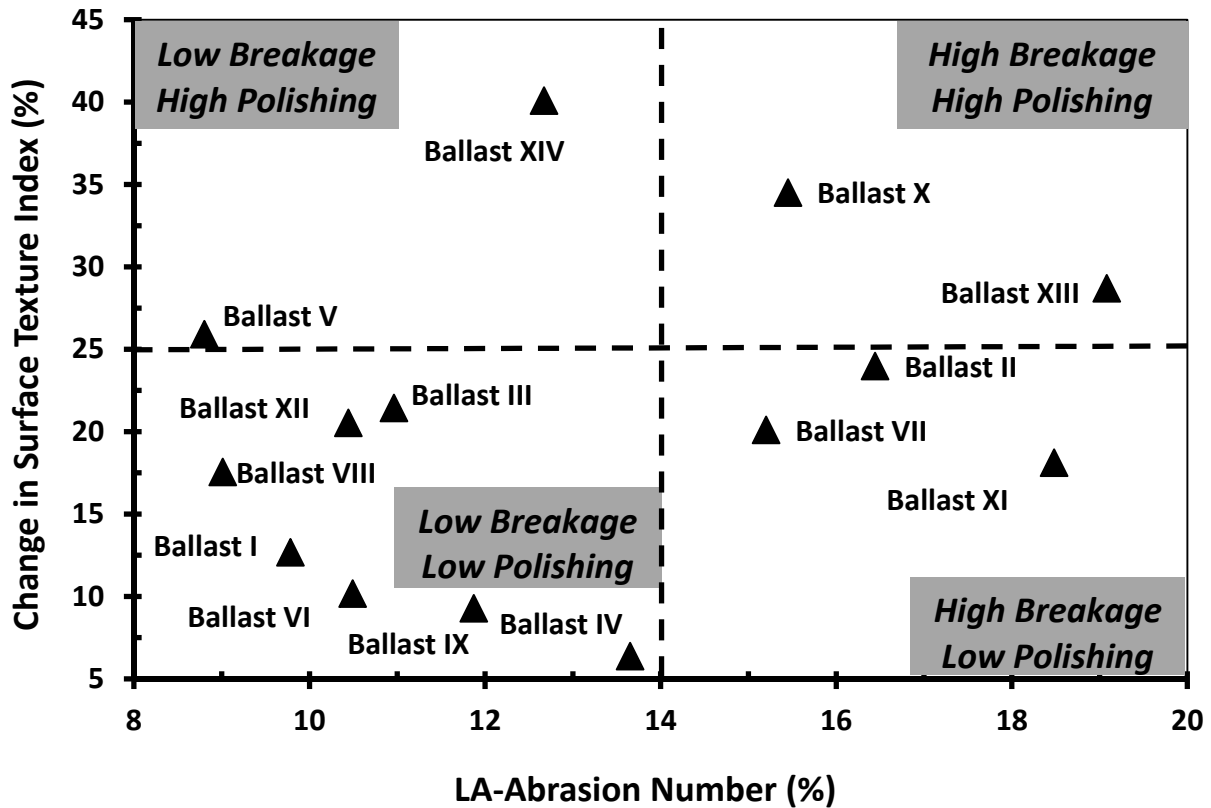 Change in Surface Texture Index (%)
45
40
35
30
25
20
15
10
5
Low Breakage
High Polishing
High Breakage
High Polishing
Ballast XIV
Ballast X
Ballast XIII
Ballast V
Ballast II
Ballast III
Ballast XII
Ballast VII
Ballast VIII
Ballast XI
Low Breakage
Low Polishing
Ballast I
Ballast VI
Ballast IX
Ballast IV
High Breakage
Low Polishing
8 10 12 14 16 18 20
LA-Abrasion Number (%)